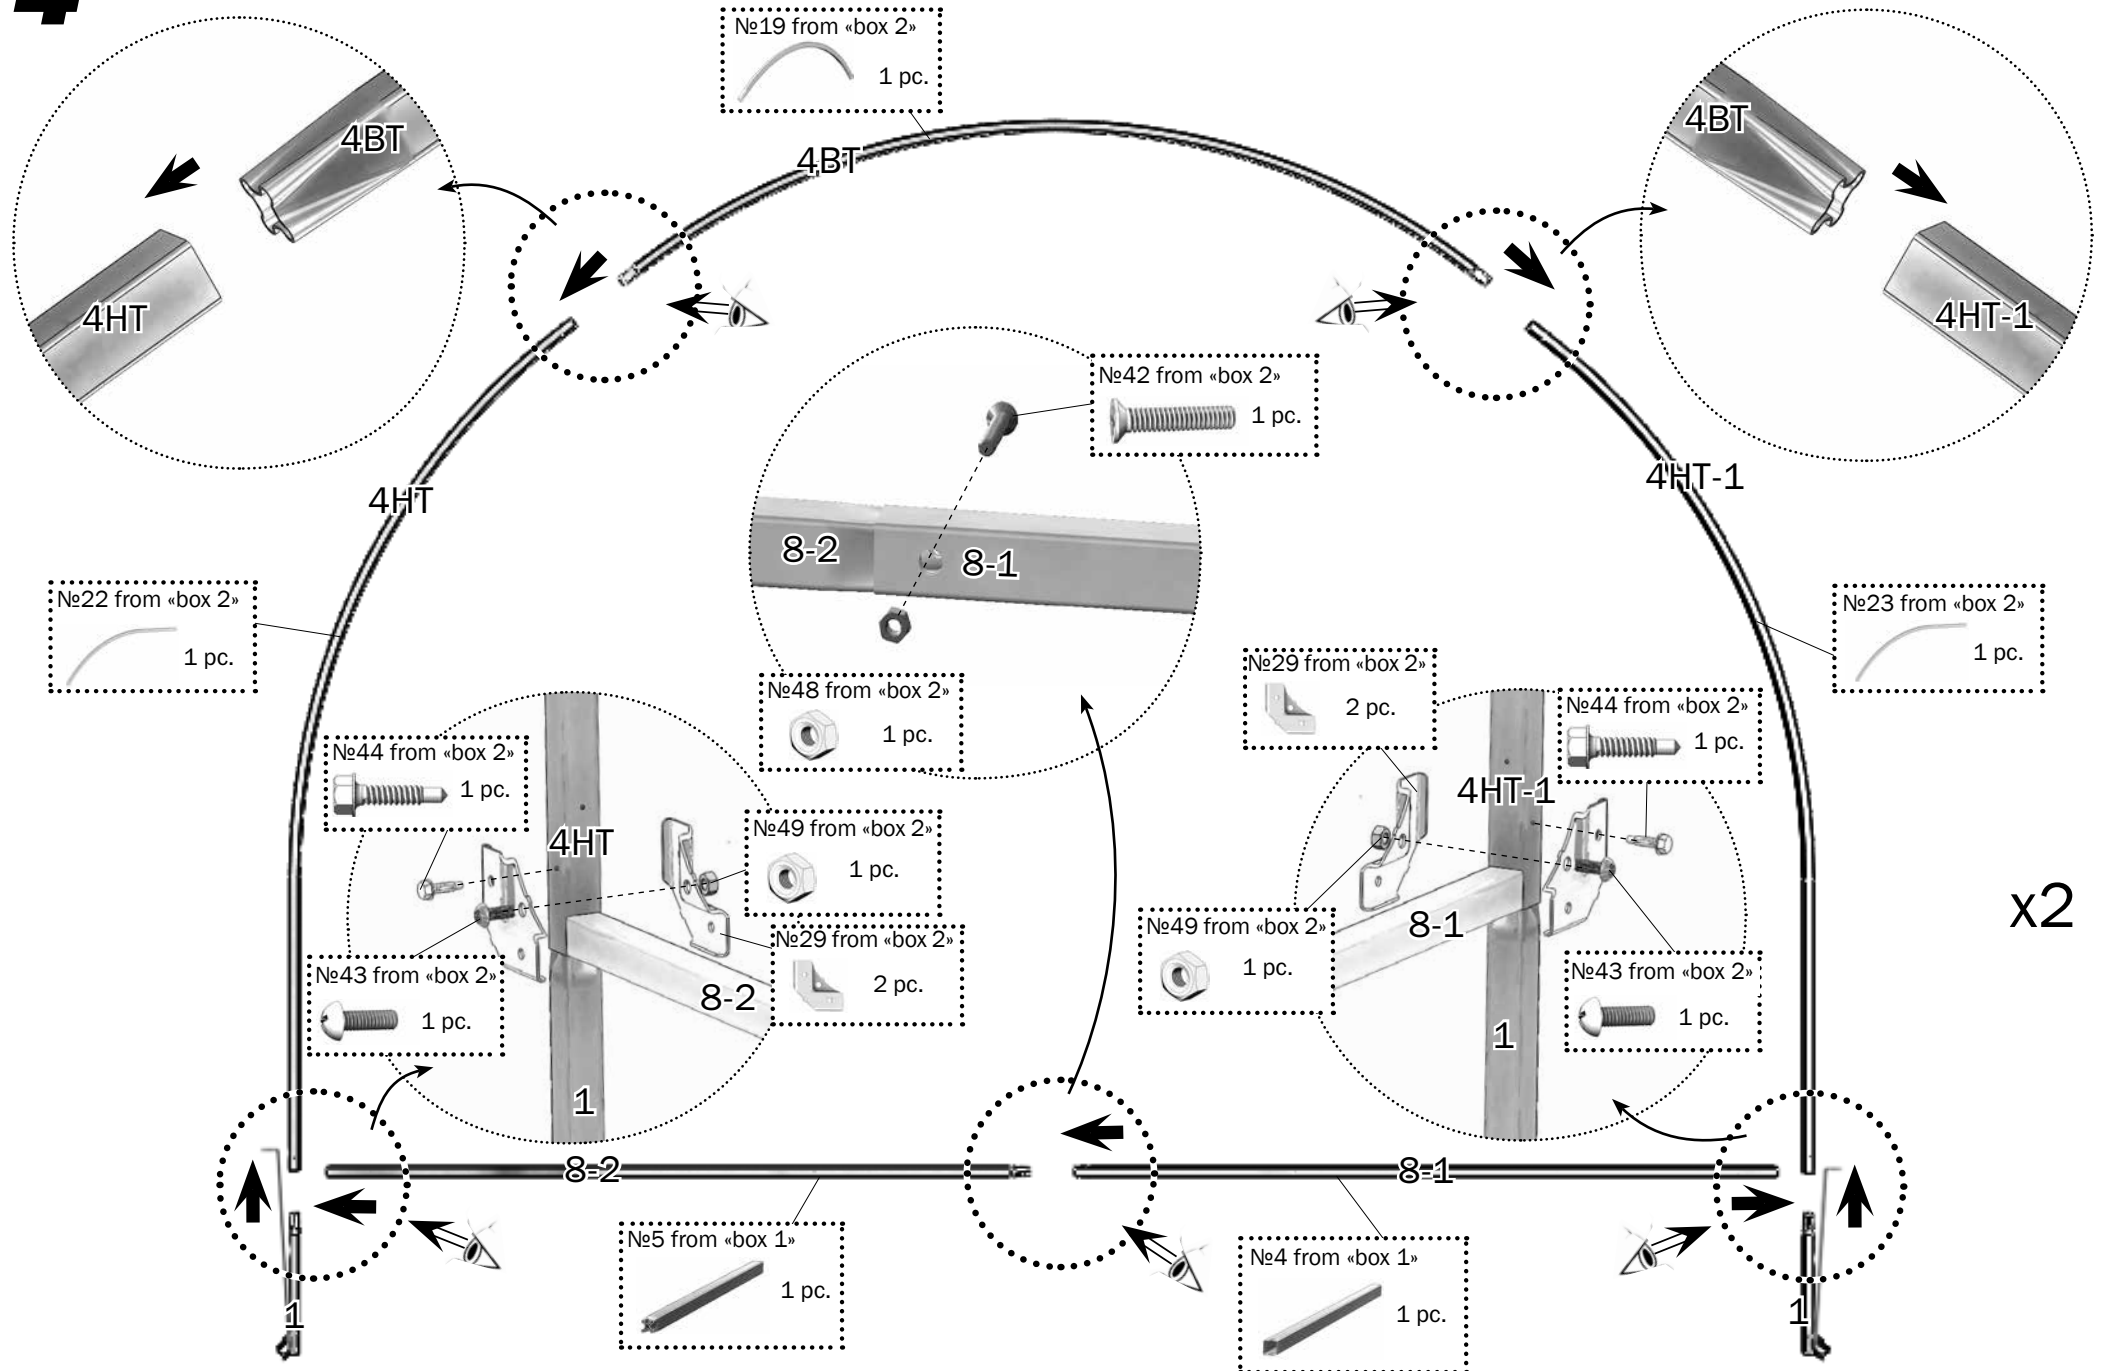 4
№19 from «box 2»
1 pc.
4BT
4HT
4BT
4BT
4HT-1
№42 from «box 2»
1 pc.
8-2
8-1
№48 from «box 2»
1 pc.
4HT
4HT-1
№22 from «box 2»
1 pc.
№23 from «box 2»
1 pc.
№44 from «box 2»
1 pc.
4HT
№49 from «box 2»
1 pc.
№29 from «box 2»
2 pc.
№43 from «box 2»
1 pc.
8-2
1
№29 from «box 2»
2 pc.
№44 from «box 2»
1 pc.
4HT-1
№49 from «box 2»
1 pc.
8-1
№43 from «box 2»
1 pc.
1
x2
8-2
8-1
№5 from «box 1»
1 pc.
№4 from «box 1»
1 pc.
1
1